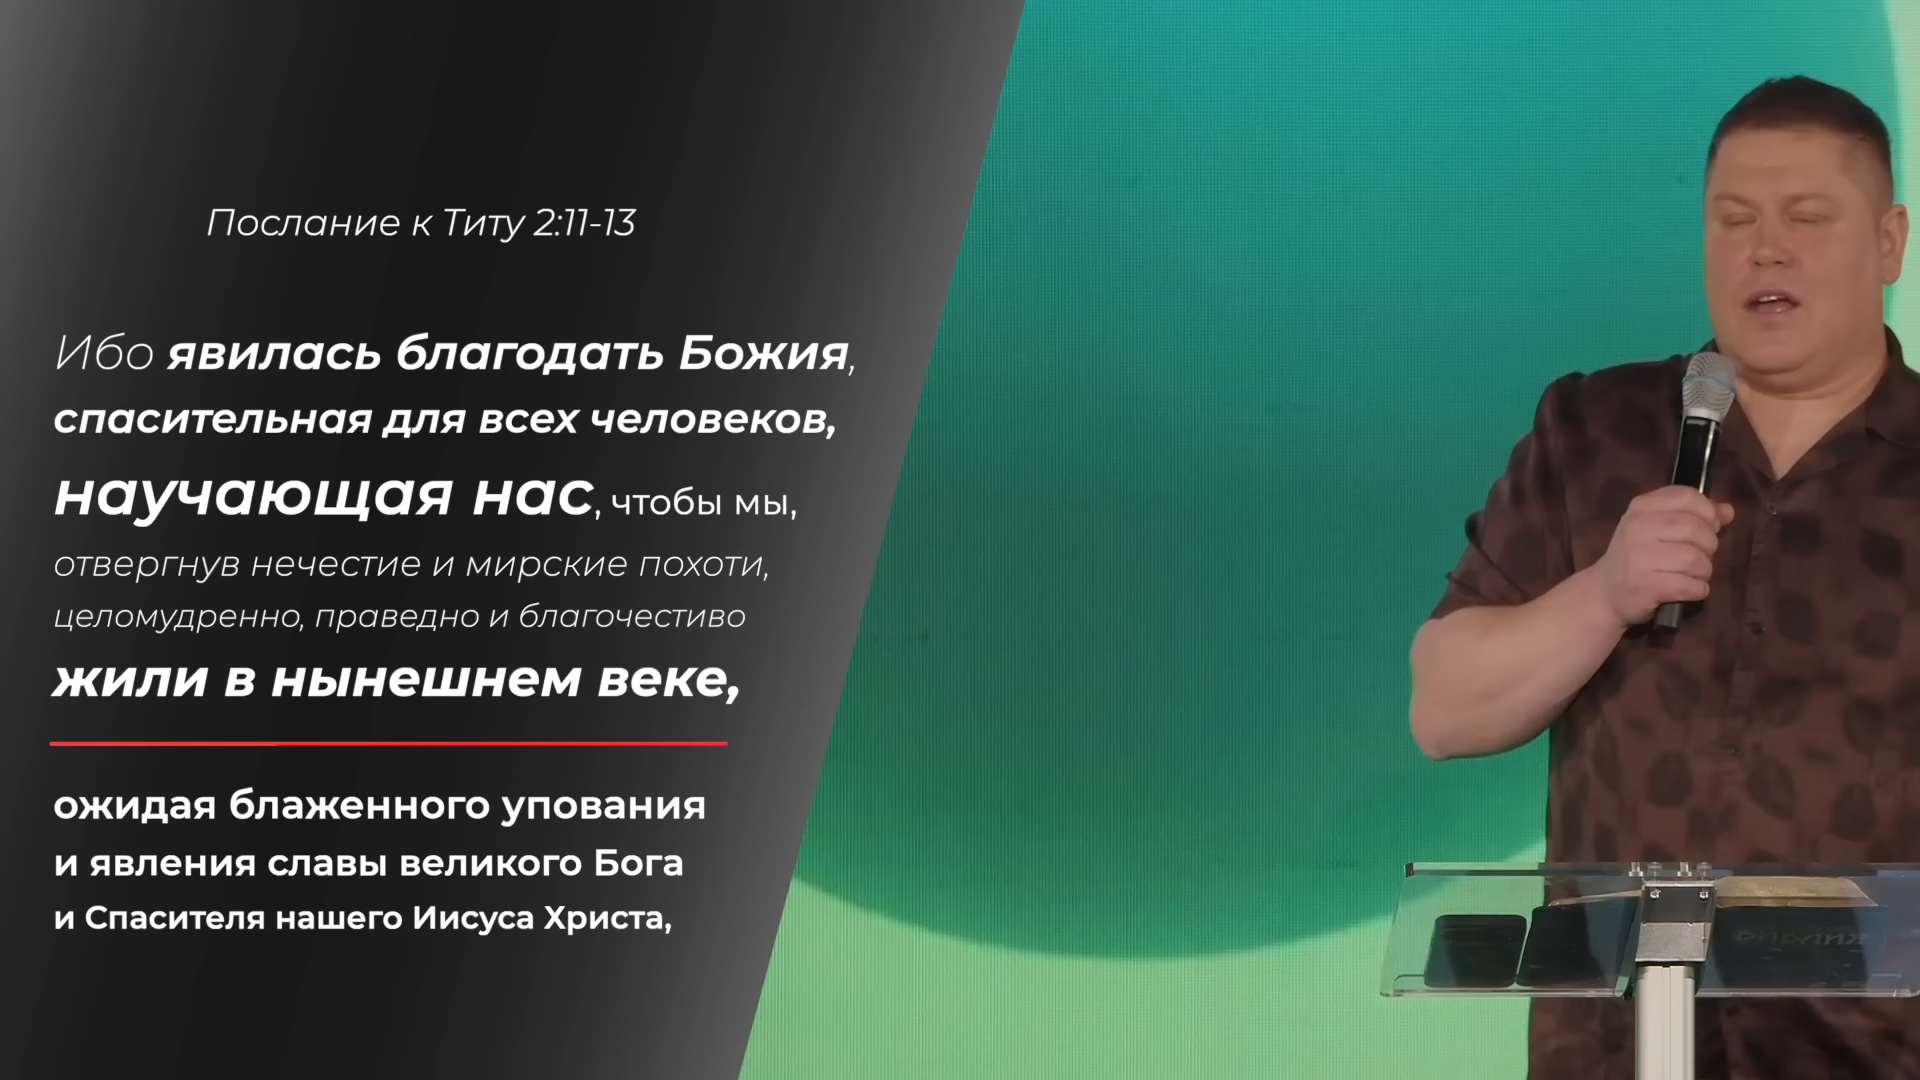 Послание к Титу 2:11-13
Ибо явилась благодать Божия,
спасительная для всех человеков,
научающая нас, чтобы мы,
отвергнув нечестие и мирские похоти,
целомудренно, праведно и благочестиво
жили в нынешнем веке,
ожидая блаженного упования
и явления славы великого Бога
и Спасителя нашего Иисуса Христа,